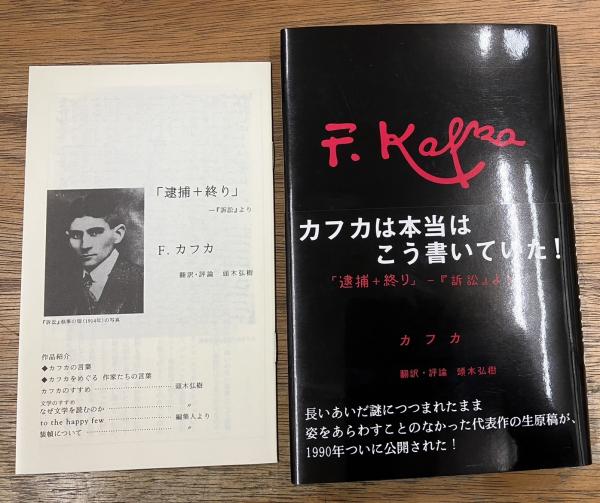 「逮捕＋終り」
―『訴訟』より
F. カフカ
翻訳・評論　頭木弘樹
『訴訟』執筆の頃（1914年）の写真
作品紹介
◆カフカの言葉
◆カフカをめぐる 作家たちの言葉
カフカのすすめ ……………… 頭木弘樹
文学のすすめ
なぜ文学を読むのか ……………… 〃
to the happy few ……………… 編集人より
装幀について ……………… 〃
F. Kafka
カフカは本当は
こう書いていた！
「逮捕＋終り」－『訴訟』より
カフカ
翻訳・評論　頭木弘樹
長いあいだ謎につつまれたまま
姿をあらわすことのなかった代表作の生原稿が、
1990年ついに公開された！